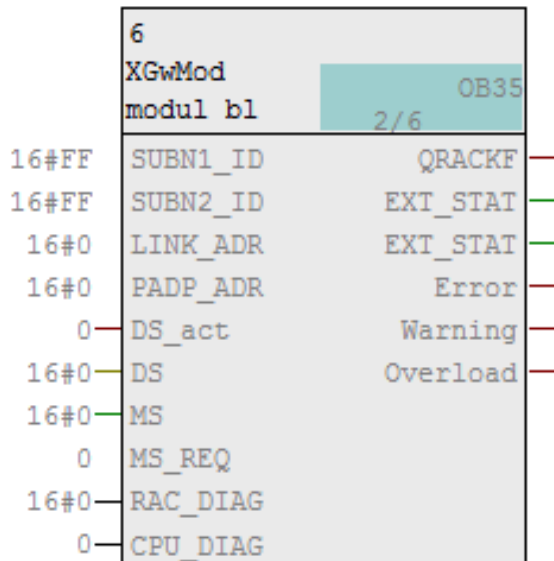 6
XGwMod
modul bl
OB35
2/6
16#FF SUBN1_ID QRACKF
16#FF SUBN2_ID EXT_STAT
16#0 LINK_ADR EXT_STAT
16#0 PADP_ADR Error
0 DS_act Warning
16#0 DS Overload
16#0 MS
0 MS_REQ
16#0 RAC_DIAG
0 CPU_DIAG